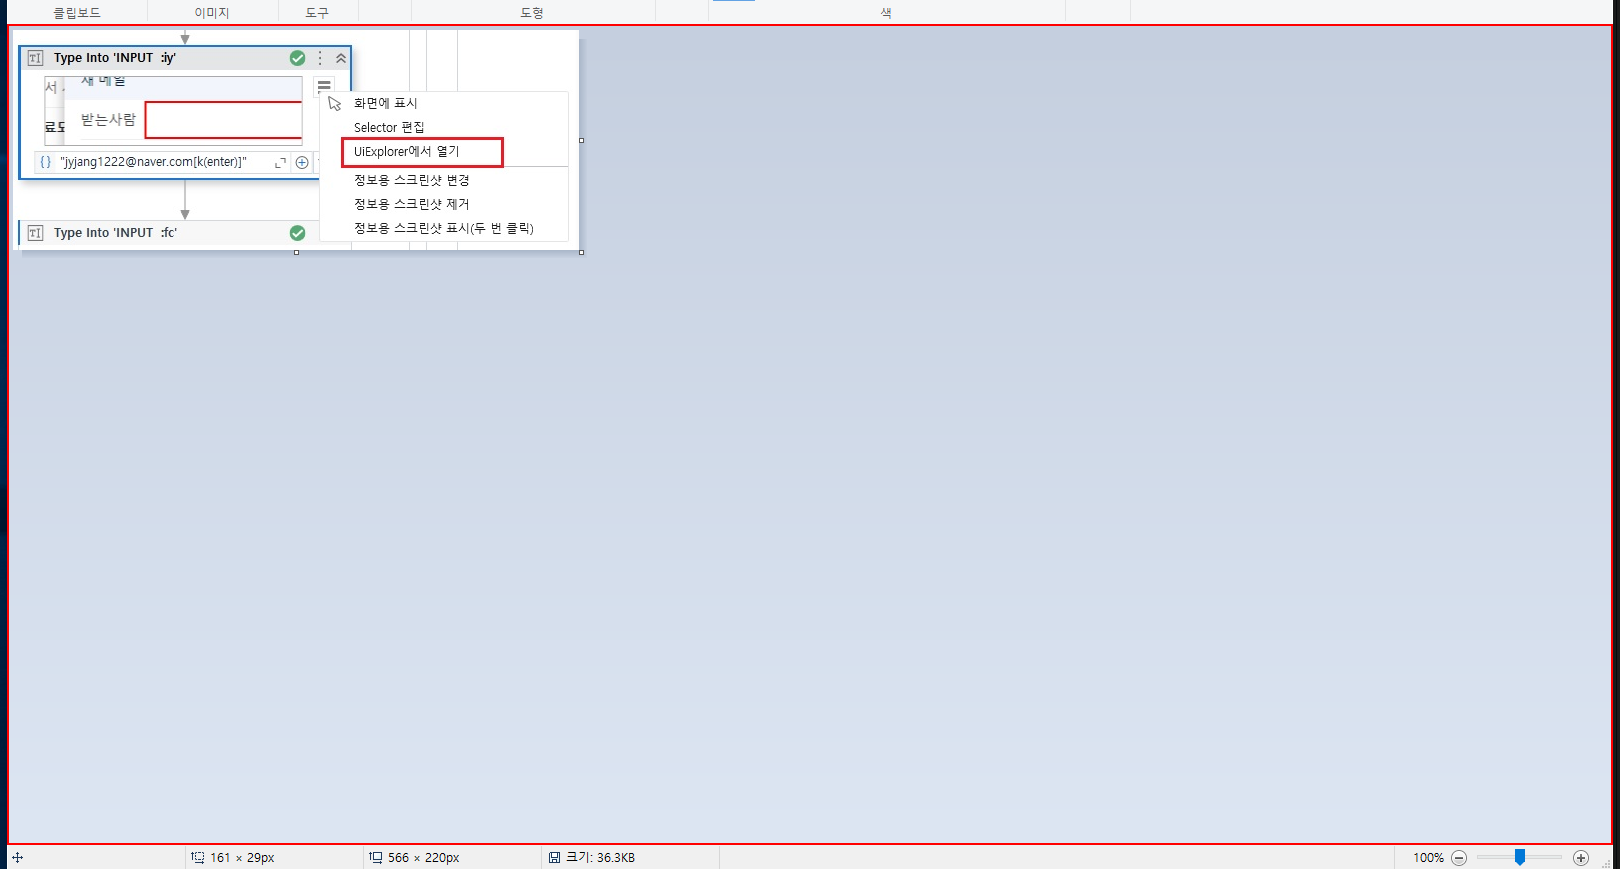 클립보드
이미지
도구
도형
색
Type Into 'INPUT :iy'
새 메일
서
받는사람
료도
"jyjang1222@naver.com[k(enter)]"
화면에 표시
Selector 편집
UiExplorer에서 열기
정보용 스크린샷 변경
정보용 스크린샷 제거
정보용 스크린샷 표시(두 번 클릭)
Type Into 'INPUT :fc'
161 × 29px
566 × 220px
크기: 36.3KB
100%